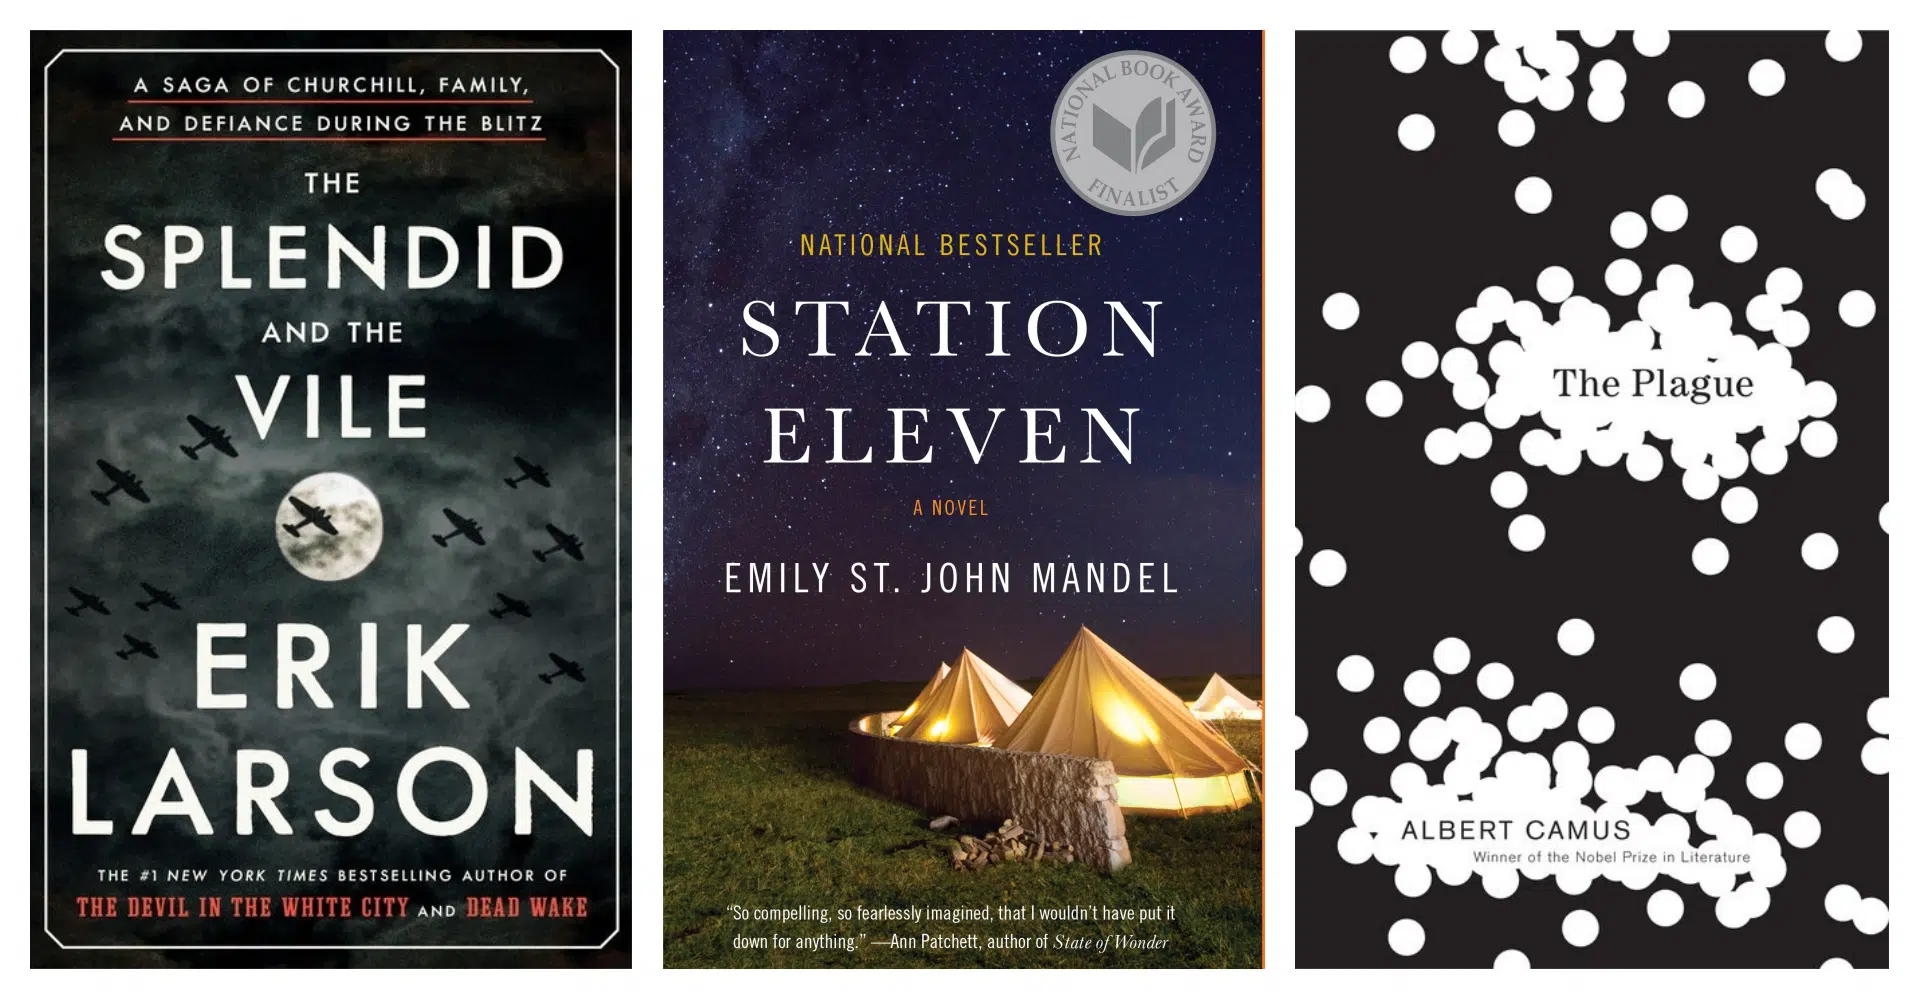 A SAGA OF CHURCHILL, FAMILY,
AND DEFIANCE DURING THE BLITZ
THE
SPLENDID
AND THE
VILE
ERIK
LARSON
THE #1 NEW YORK TIMES BESTSELLING AUTHOR OF
THE DEVIL IN THE WHITE CITY AND DEAD WAKE
NATIONAL BOOK AWARD
FINALIST
NATIONAL BESTSELLER
STATION
ELEVEN
A NOVEL
EMILY ST. JOHN MANDEL
“So compelling, so fearlessly imagined, that I wouldn’t have put it
down for anything.” —Ann Patchett, author of State of Wonder
The Plague
ALBERT CAMUS
Winner of the Nobel Prize in Literature